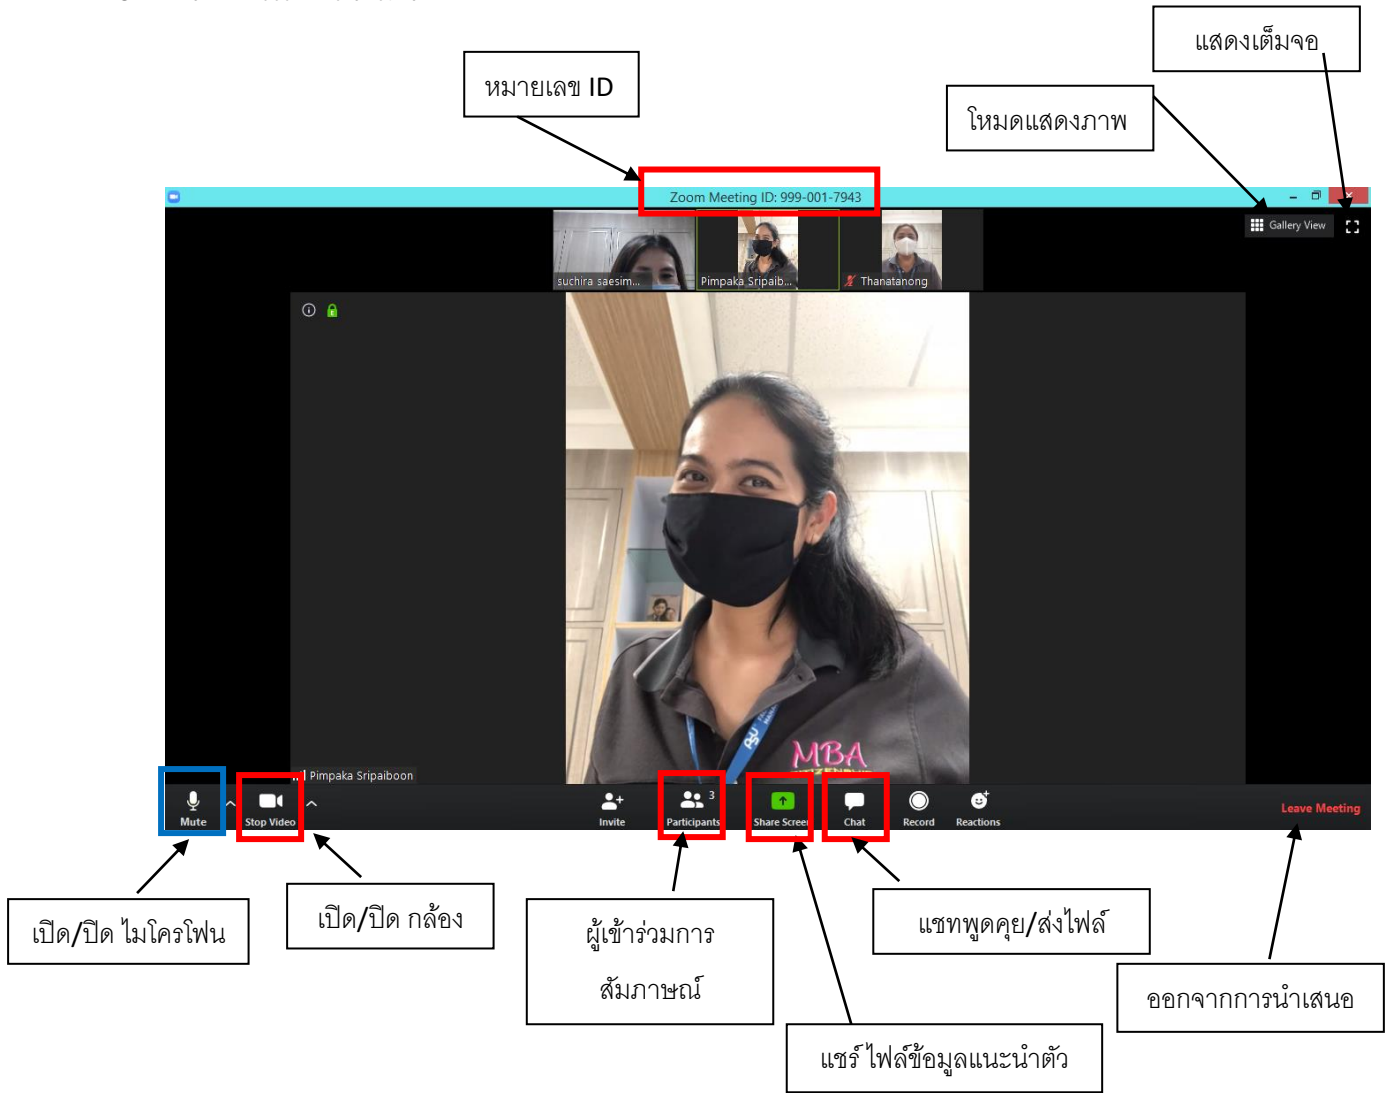 แสดงเต็มจอ
หมายเลข ID
โหมดแสดงภาพ
Zoom Meeting ID: 999-001-7943
Gallery View
suchira saesim...
Pimpaka Sripaib...
Thanatanong
MBA
Pimpaka Sripaiboon
Mute
Stop Video
Invite
Participants
3
Share Screen
Chat
Record
Reactions
Leave Meeting
เปิด/ปิด ไมโครโฟน
เปิด/ปิด กล้อง
ผู้เข้าร่วมการ
สัมภาษณ์
แชทพูดคุย/ส่งไฟล์
ออกจากการนำเสนอ
แชร์ ไฟล์ข้อมูลแนะนำตัว